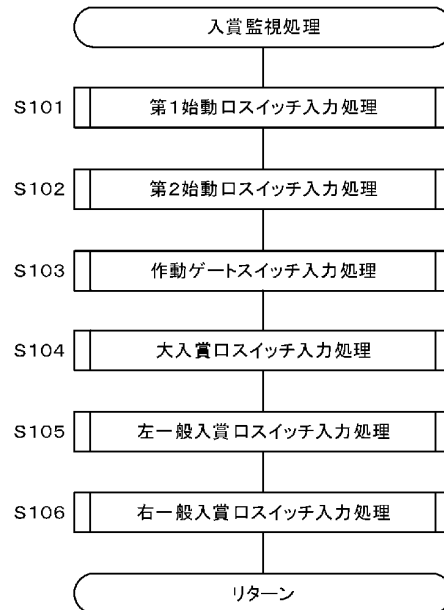 入賞監視処理
S101
第1始動口スイッチ入力処理
S102
第2始動口スイッチ入力処理
S103
作動ゲートスイッチ入力処理
S104
大入賞口スイッチ入力処理
S105
左一般入賞口スイッチ入力処理
S106
右一般入賞口スイッチ入力処理
リターン